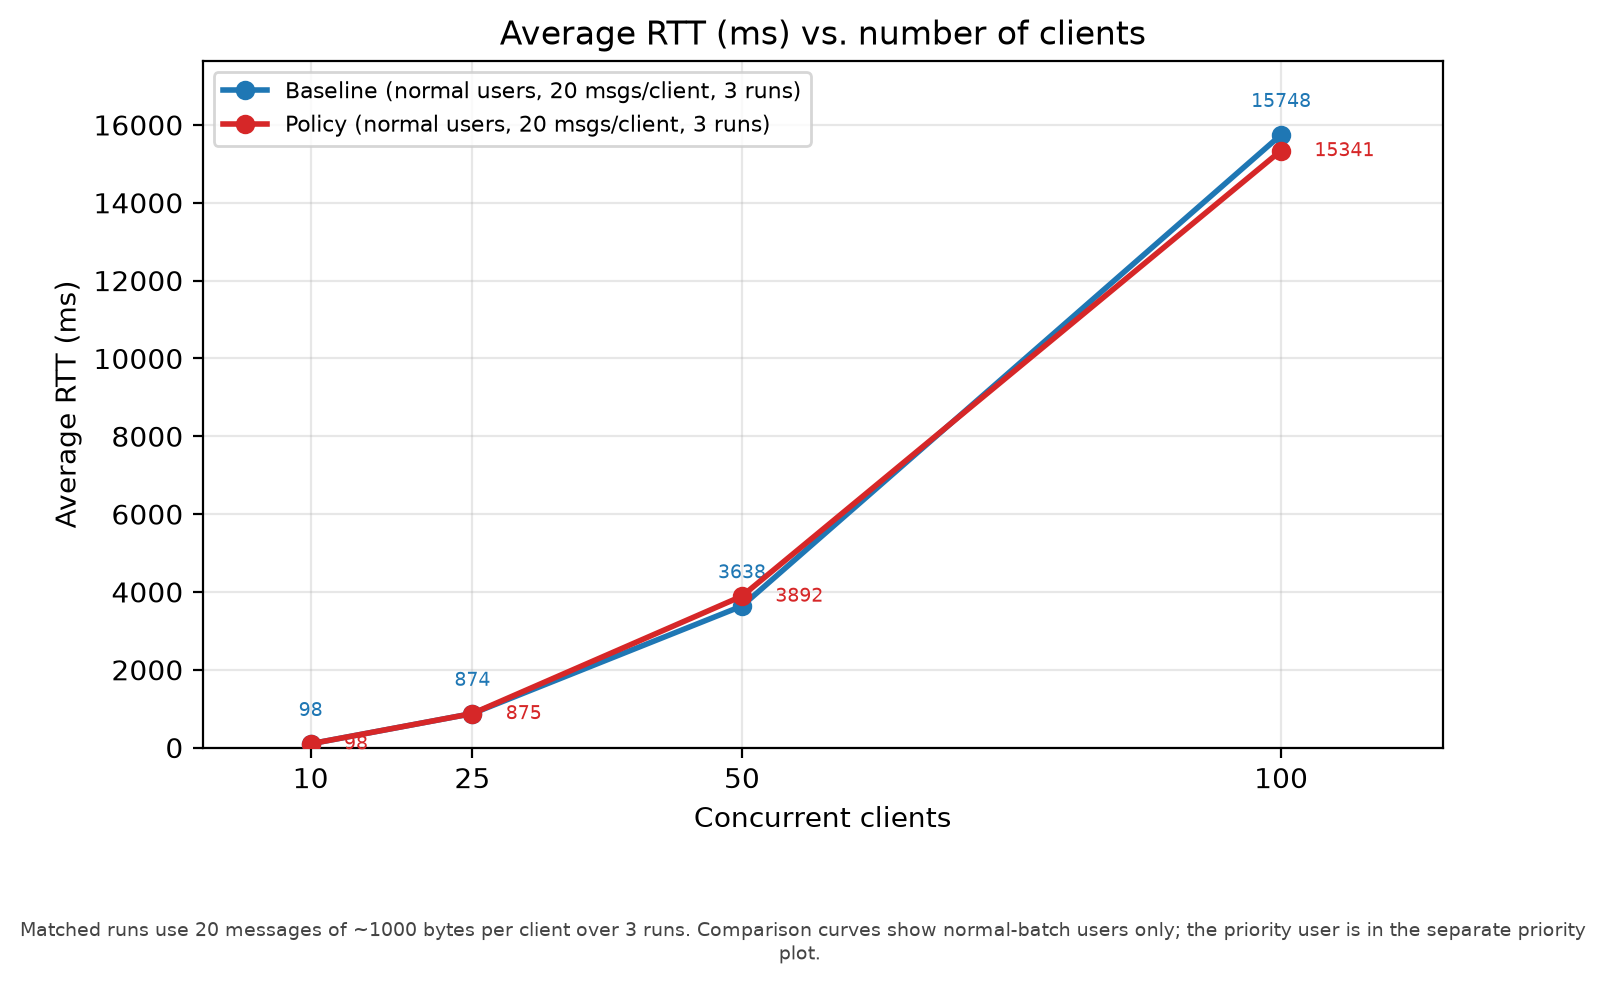 Average RTT (ms) vs. number of clients
Baseline (normal users, 20 msgs/client, 3 runs)
Policy (normal users, 20 msgs/client, 3 runs)
Average RTT (ms)
16000
14000
12000
10000
8000
6000
4000
2000
0
15748
15341
3638
3892
874
875
98
98
10 25 50 100
Concurrent clients
Matched runs use 20 messages of ~1000 bytes per client over 3 runs. Comparison curves show normal-batch users only; the priority user is in the separate priority
plot.